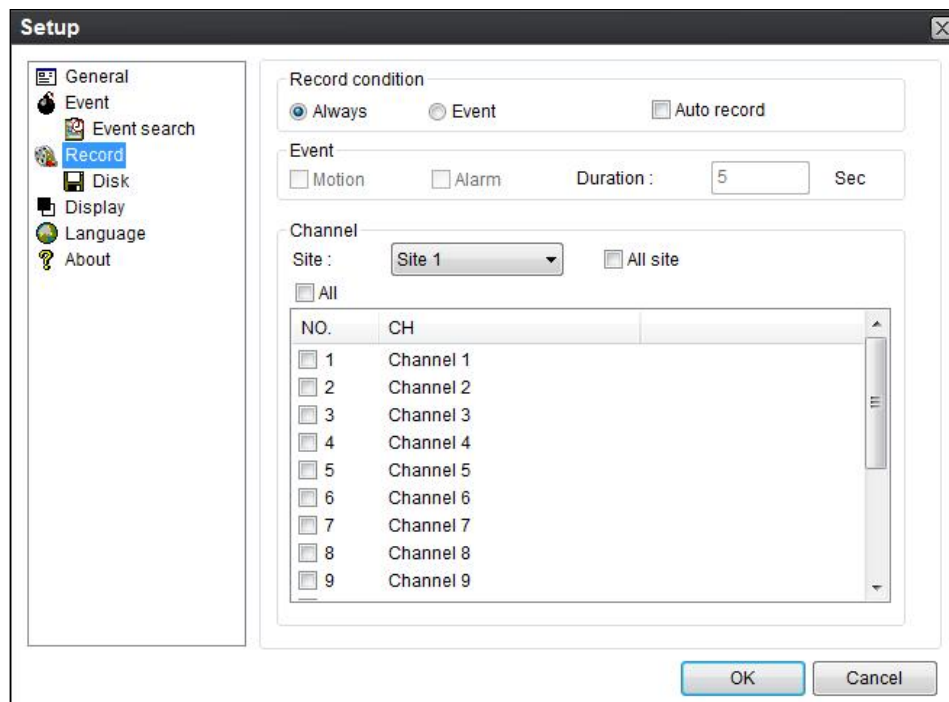 Setup
General
Event
Event search
Record
Disk
Display
Language
About
Record condition
Always Event Auto record
Event
Motion Alarm Duration : 5 Sec
Channel
Site : Site 1 All site
All
NO. CH
1 Channel 1
2 Channel 2
3 Channel 3
4 Channel 4
5 Channel 5
6 Channel 6
7 Channel 7
8 Channel 8
9 Channel 9
OK Cancel